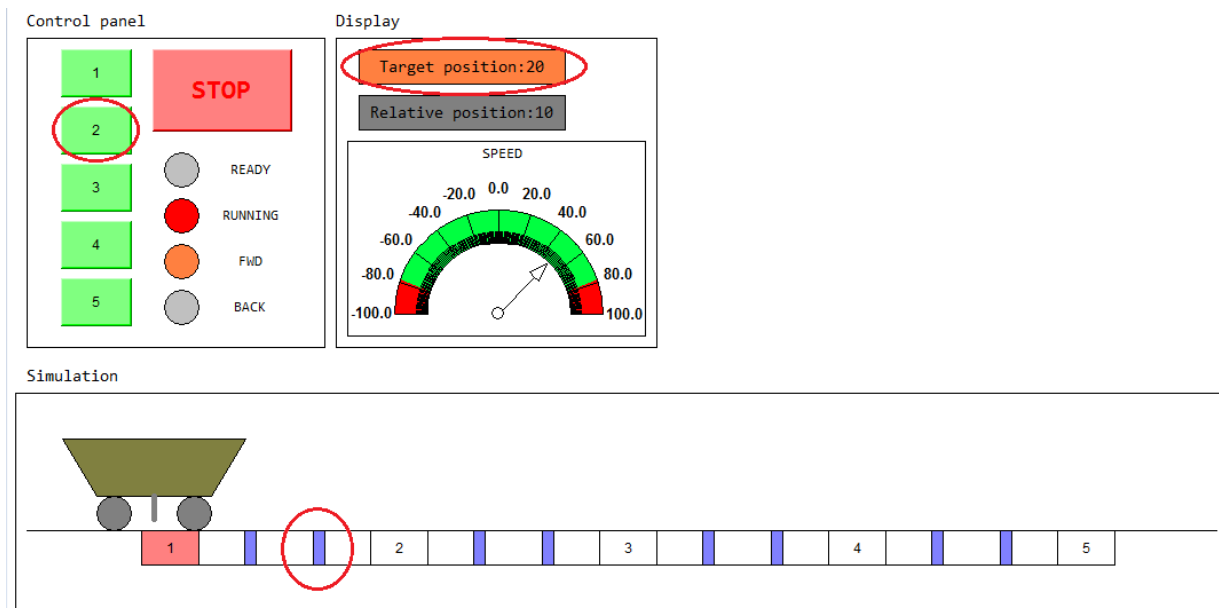 Control panel
1
2
3
4
5
STOP
READY
RUNNING
FWD
BACK
Display
Target position:20
Relative position:10
SPEED
-100.0
-80.0
-60.0
-40.0
-20.0
0.0
20.0
40.0
60.0
80.0
100.0
Simulation
1 2 3 4 5